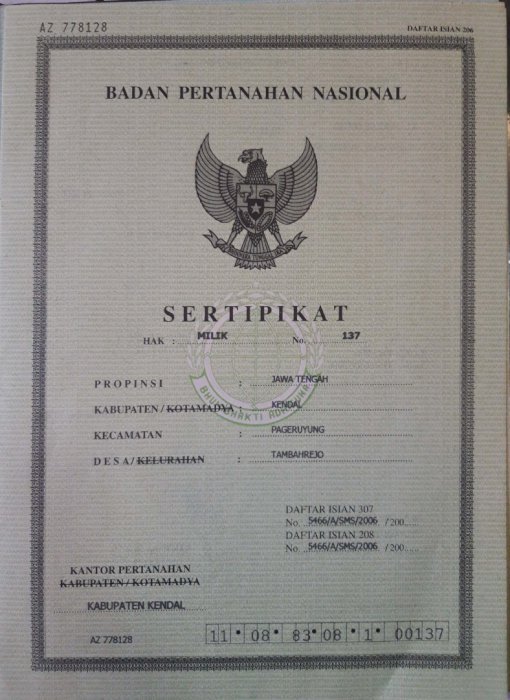 AZ 778128
DAFTAR ISIAN 206
BADAN PERTANAHAN NASIONAL
SERTIPIKAT
HAK : MILIK No. 137
PROPINSI : JAWA TENGAH
KABUPATEN / KOTAMADYA : KENDAL
KECAMATAN : PAGERUYUNG
DESA / KELURAHAN : TAMBAHREJO
DAFTAR ISIAN 307
No. 5466/A/SMS/2006 /200......
DAFTAR ISIAN 208
No. 5466/A/SMS/2006 /200......
KANTOR PERTANAHAN
KABUPATEN / KOTAMADYA
KABUPATEN KENDAL
AZ 778128
11 • 08 • 83 • 08 • 1 • 00137